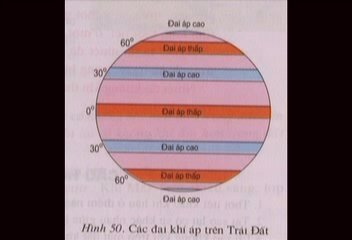 Đai áp cao
60°
Đai áp thấp
30°
Đai áp cao
0°
Đai áp thấp
30°
Đai áp cao
60°
Đai áp thấp
Đai áp cao
Hình 50. Các đai khí áp trên Trái Đất